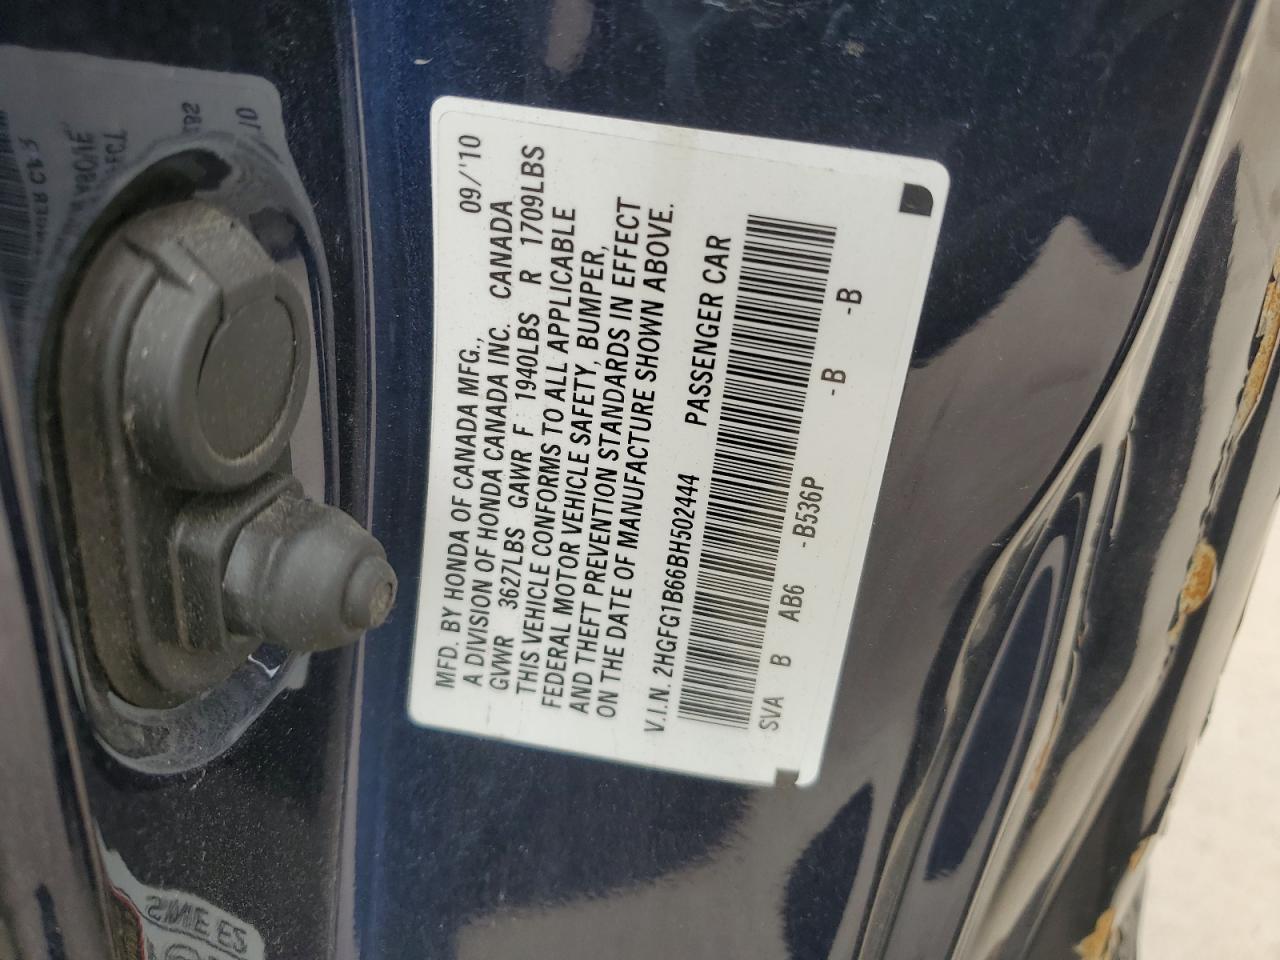 MFD. BY HONDA OF CANADA MFG., 09/'10
A DIVISION OF HONDA CANADA INC. CANADA
GVWR 3627LBS GAWR F 1940LBS R 1709LBS
THIS VEHICLE CONFORMS TO ALL APPLICABLE
FEDERAL MOTOR VEHICLE SAFETY, BUMPER,
AND THEFT PREVENTION STANDARDS IN EFFECT
ON THE DATE OF MANUFACTURE SHOWN ABOVE.
V.I.N. 2HGFG1B66BH502444 PASSENGER CAR
SVA B AB6 -B536P -B -B